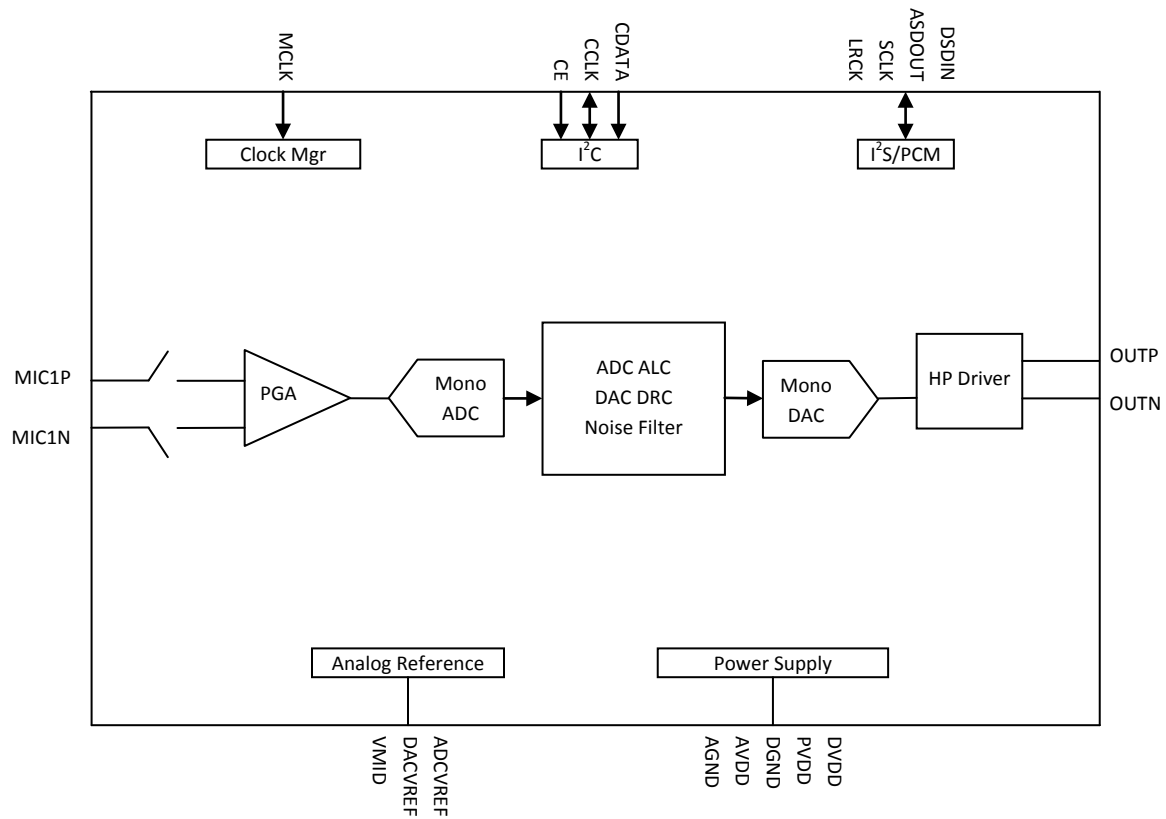 MCLK
CE
CCLK
CDATA
LRCK
SCLK
ASDOUT
DSDIN
Clock Mgr
I²C
I²S/PCM
MIC1P
MIC1N
PGA
Mono
ADC
ADC ALC
DAC DRC
Noise Filter
Mono
DAC
HP Driver
OUTP
OUTN
Analog Reference
Power Supply
VMID
DACVREF
ADCVREF
AGND
AVDD
DGND
PVDD
DVDD